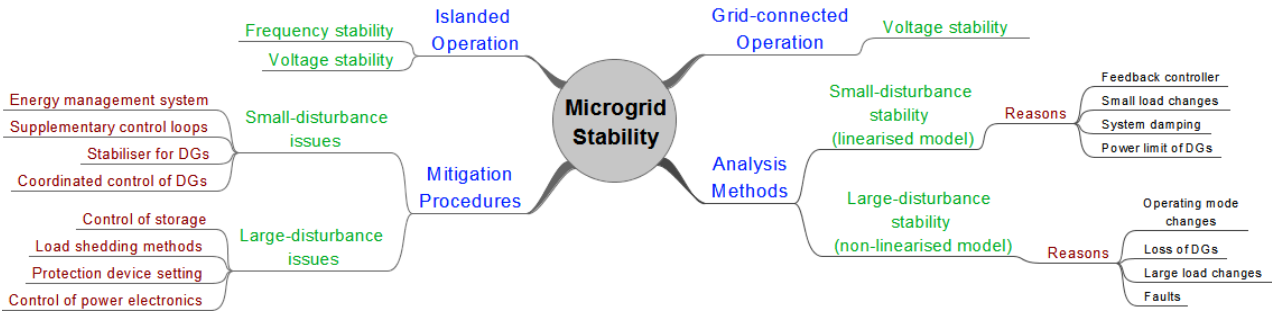 Microgrid
Stability
Islanded
Operation
Frequency stability
Voltage stability
Grid-connected
Operation
Voltage stability
Mitigation
Procedures
Small-disturbance
issues
Energy management system
Supplementary control loops
Stabiliser for DGs
Coordinated control of DGs
Large-disturbance
issues
Control of storage
Load shedding methods
Protection device setting
Control of power electronics
Analysis
Methods
Small-disturbance
stability
(linearised model)
Reasons
Feedback controller
Small load changes
System damping
Power limit of DGs
Large-disturbance
stability
(non-linearised model)
Reasons
Operating mode
changes
Loss of DGs
Large load changes
Faults